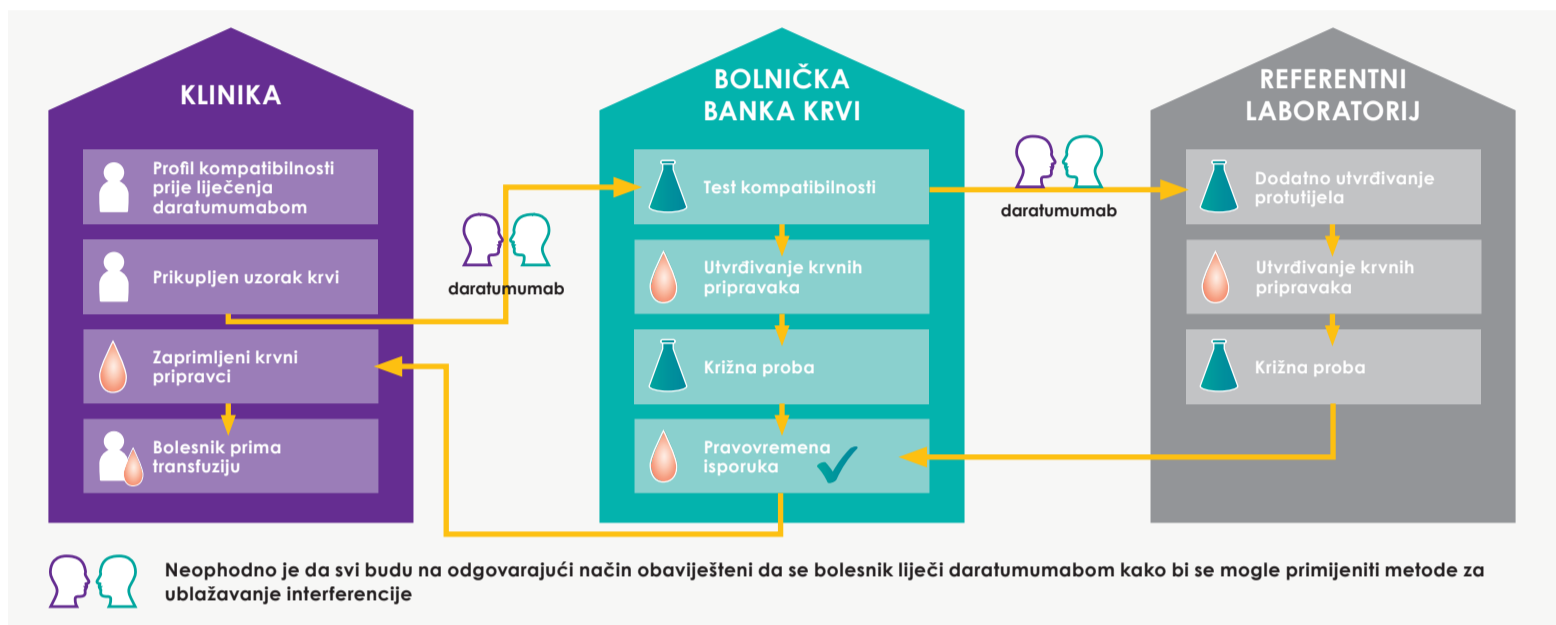 KLINIKA
Profil kompatibilnosti
prije liječenja
daratumumabom
Prikupljen uzorak krvi
Zaprimljeni krvni
pripravci
Bolesnik prima
transfuziju
daratumumab
BOLNIČKA
BANKA KRVI
Test kompatibilnosti
Utvrđivanje krvnih
pripravaka
Križna proba
Pravovremena
isporuka
daratumumab
REFERENTNI
LABORATORIJ
Dodatno utvrđivanje
protutijela
Utvrđivanje krvnih
pripravaka
Križna proba
Neophodno je da svi budu na odgovarajući način obaviješteni da se bolesnik liječi daratumumabom kako bi se mogle primijeniti metode za
ublažavanje interferencije